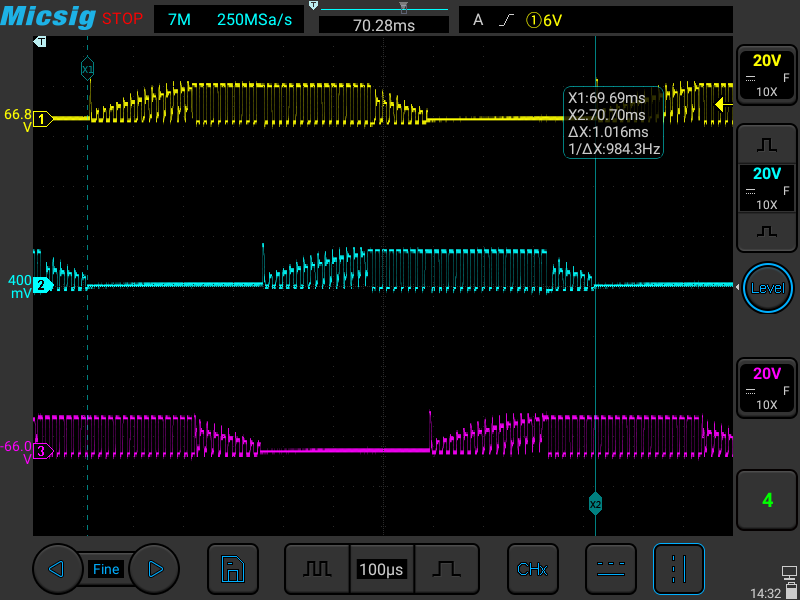 Micsig STOP 7M 250MSa/s T 70.28ms A ①6V
T
X1
20V
F
10X
X1:69.69ms
X2:70.70ms
ΔX:1.016ms
1/ΔX:984.3Hz
66.8
V
1
20V
F
10X
400
mV
2
Level
20V
F
10X
-66.0
V
3
X2
4
Fine
100µs
CHx
14:32